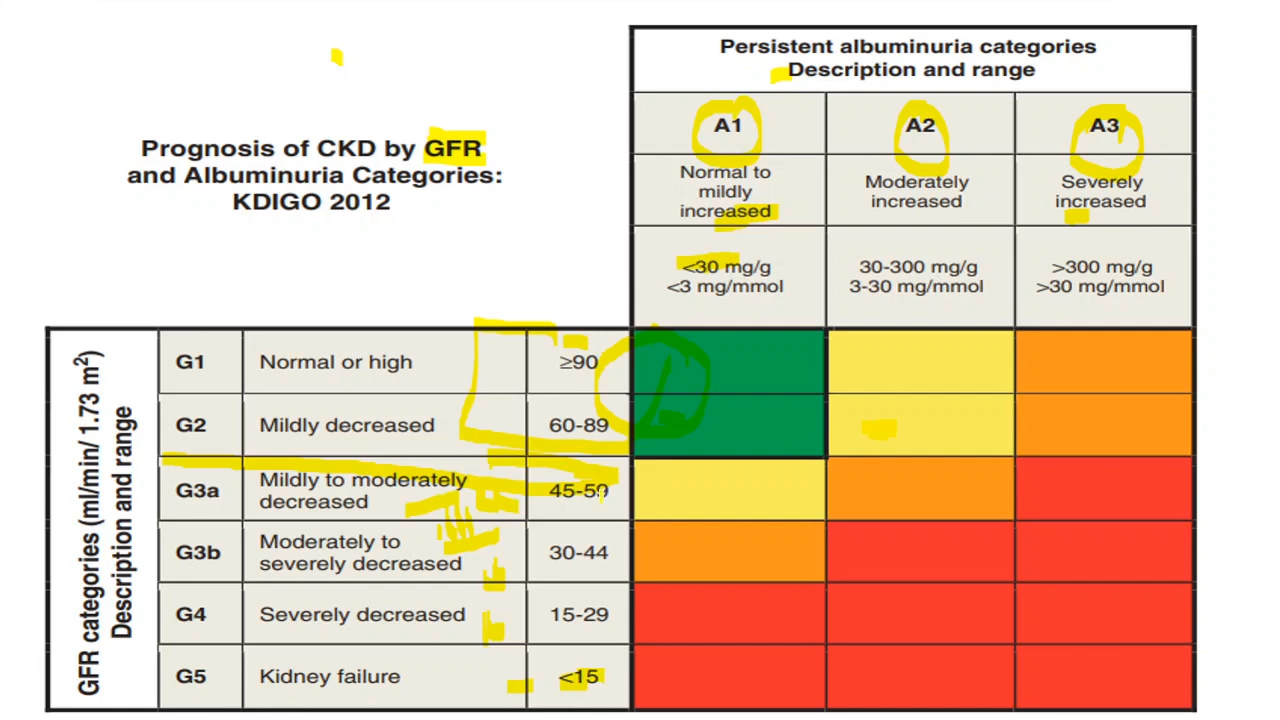 Persistent albuminuria categories
Description and range
Prognosis of CKD by GFR
and Albuminuria Categories:
KDIGO 2012
A1 A2 A3
Normal to
mildly
increased
Moderately
increased
Severely
increased
<30 mg/g
<3 mg/mmol
30-300 mg/g
3-30 mg/mmol
>300 mg/g
>30 mg/mmol
GFR categories (ml/min/ 1.73 m²)
Description and range
G1 Normal or high ≥90
G2 Mildly decreased 60-89
G3a Mildly to moderately
decreased 45-59
G3b Moderately to
severely decreased 30-44
G4 Severely decreased 15-29
G5 Kidney failure <15